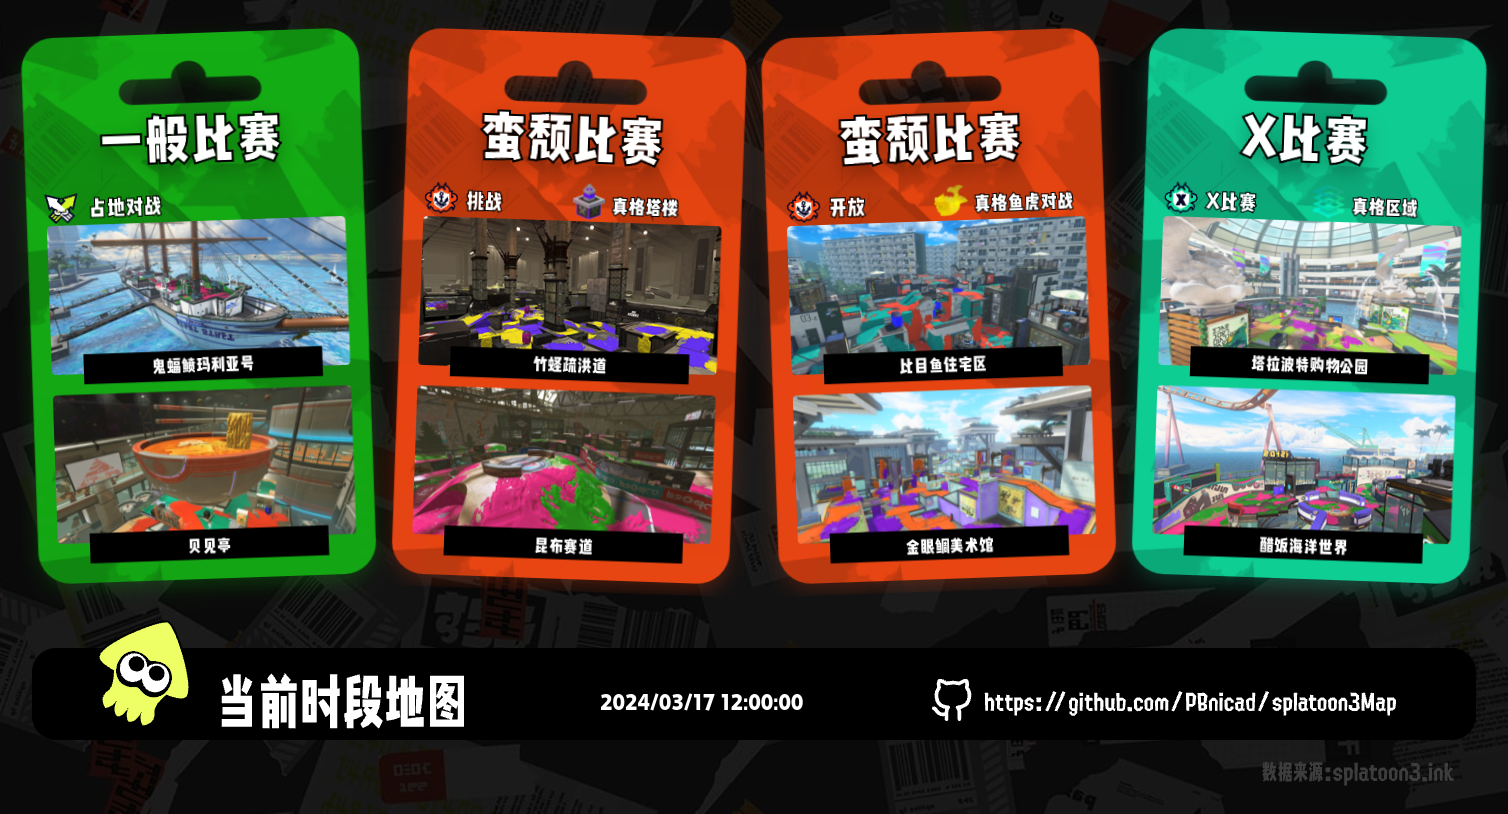 一般比赛
占地对战
鬼蝠鲼玛利亚号
贝见亭
蛮颓比赛
挑战
真格塔楼
竹蛏疏洪道
昆布赛道
蛮颓比赛
开放
真格鱼虎对战
比目鱼住宅区
金眼鲷美术馆
X比赛
X比赛
真格区域
塔拉波特购物公园
醋饭海洋世界
当前时段地图
2024/03/17 12:00:00
https://github.com/PBnicad/splatoon3Map
数据来源:splatoon3.ink